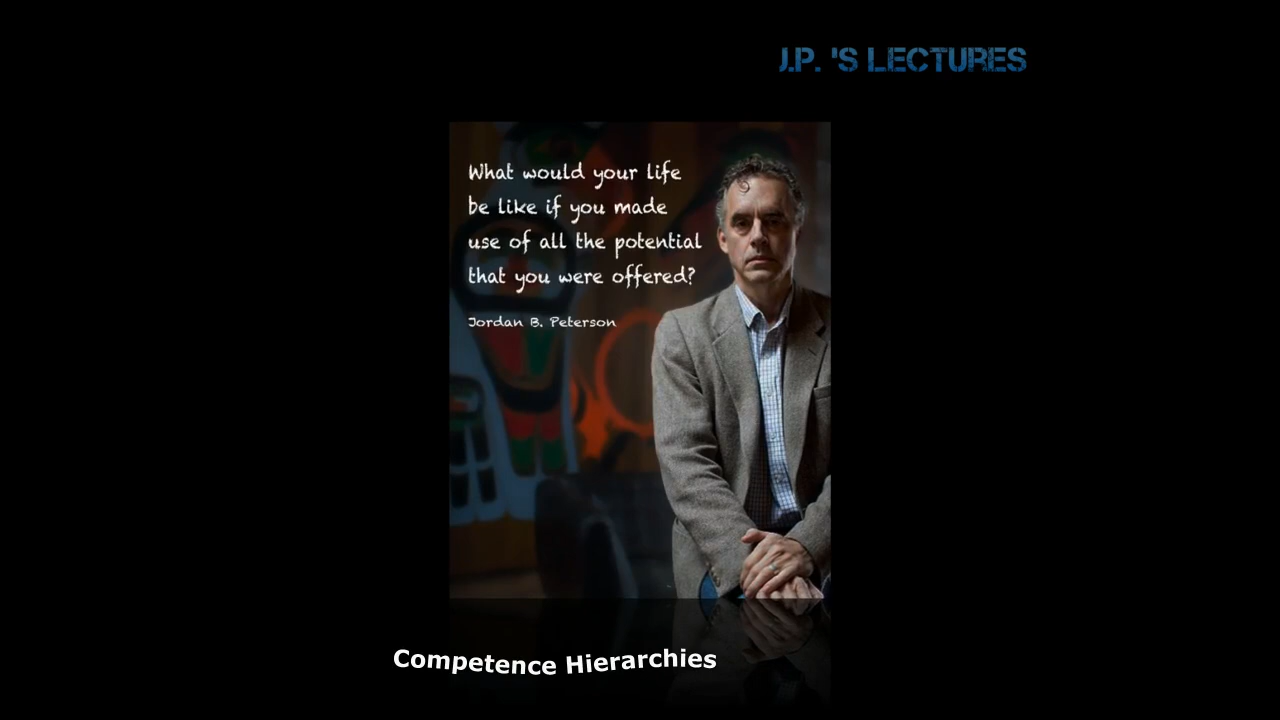 J.P. 'S LECTURES
What would your life
be like if you made
use of all the potential
that you were offered?
Jordan B. Peterson
Competence Hierarchies